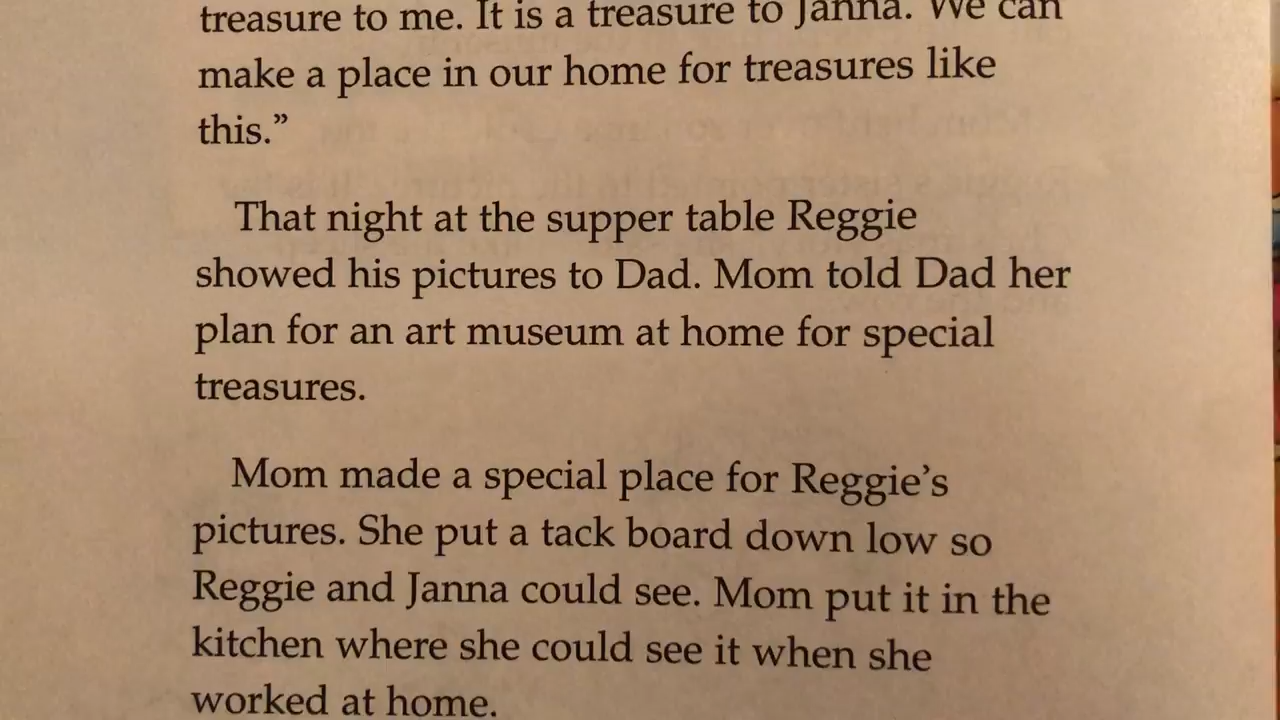 treasure to me. It is a treasure to Janna. We can
make a place in our home for treasures like
this.”
That night at the supper table Reggie
showed his pictures to Dad. Mom told Dad her
plan for an art museum at home for special
treasures.
Mom made a special place for Reggie’s
pictures. She put a tack board down low so
Reggie and Janna could see. Mom put it in the
kitchen where she could see it when she
worked at home.